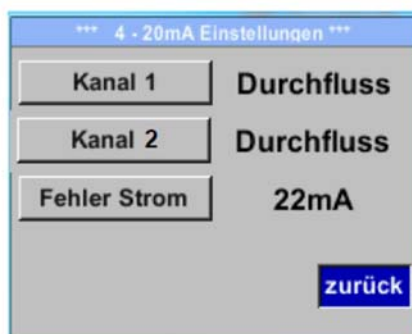 *** 4 - 20mA Einstellungen ***
Kanal 1 Durchfluss
Kanal 2 Durchfluss
Fehler Strom 22mA
zurück